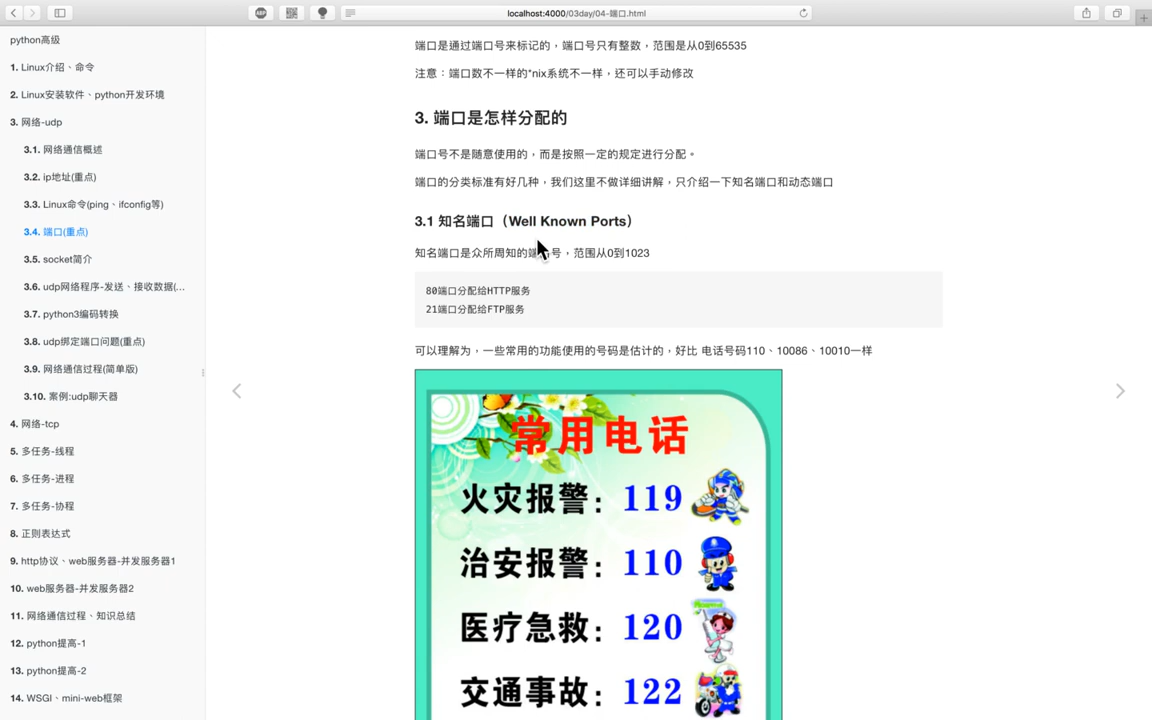 localhost:4000/03day/04-端口.html
ABP
python高级
1. Linux介绍、命令
2. Linux安装软件、python开发环境
3. 网络-udp
3.1. 网络通信概述
3.2. ip地址(重点)
3.3. Linux命令(ping、ifconfig等)
3.4. 端口(重点)
3.5. socket简介
3.6. udp网络程序-发送、接收数据(...
3.7. python3编码转换
3.8. udp绑定端口问题(重点)
3.9. 网络通信过程(简单版)
3.10. 案例:udp聊天器
4. 网络-tcp
5. 多任务-线程
6. 多任务-进程
7. 多任务-协程
8. 正则表达式
9. http协议、web服务器-并发服务器1
10. web服务器-并发服务器2
11. 网络通信过程、知识总结
12. python提高-1
13. python提高-2
14. WSGI、mini-web框架
端口是通过端口号来标记的，端口号只有整数，范围是从0到65535
注意：端口数不一样的*nix系统不一样，还可以手动修改
3. 端口是怎样分配的
端口号不是随意使用的，而是按照一定的规定进行分配。
端口的分类标准有好几种，我们这里不做详细讲解，只介绍一下知名端口和动态端口
3.1 知名端口（Well Known Ports）
知名端口是众所周知的端口号，范围从0到1023
80端口分配给HTTP服务
21端口分配给FTP服务
可以理解为，一些常用的功能使用的号码是估计的，好比 电话号码110、10086、10010一样
常用电话
火灾报警：119
治安报警：110
医疗急救：120
交通事故：122